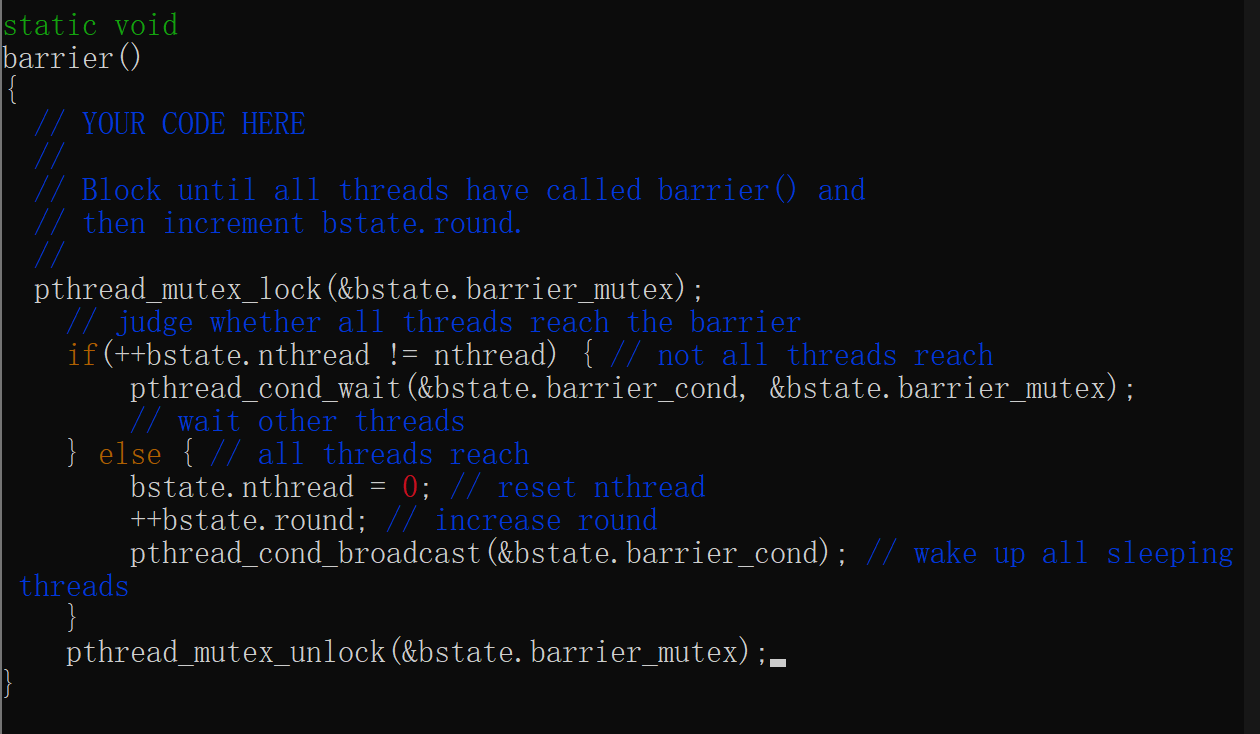 static void
barrier()
{
  // YOUR CODE HERE
  //
  // Block until all threads have called barrier() and
  // then increment bstate.round.
  //
  pthread_mutex_lock(&bstate.barrier_mutex);
    // judge whether all threads reach the barrier
    if(++bstate.nthread != nthread) { // not all threads reach
        pthread_cond_wait(&bstate.barrier_cond, &bstate.barrier_mutex);
        // wait other threads
    } else { // all threads reach
        bstate.nthread = 0; // reset nthread
        ++bstate.round; // increase round
        pthread_cond_broadcast(&bstate.barrier_cond); // wake up all sleeping
 threads
    }
    pthread_mutex_unlock(&bstate.barrier_mutex);
}